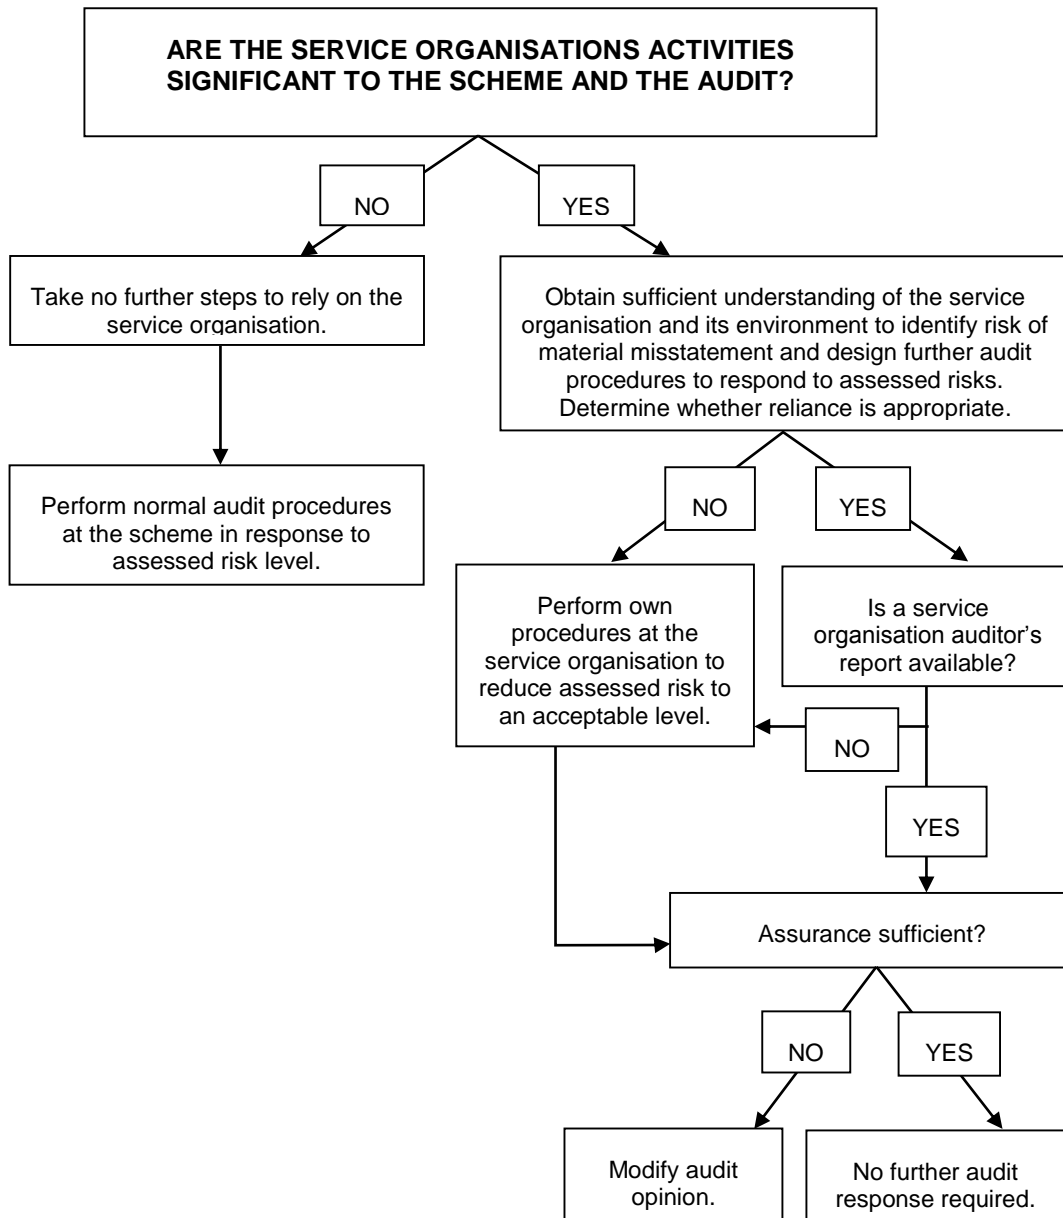 ARE THE SERVICE ORGANISATIONS ACTIVITIES
SIGNIFICANT TO THE SCHEME AND THE AUDIT?
NO
YES
Take no further steps to rely on the
service organisation.
Obtain sufficient understanding of the service
organisation and its environment to identify risk of
material misstatement and design further audit
procedures to respond to assessed risks.
Determine whether reliance is appropriate.
Perform normal audit procedures
at the scheme in response to
assessed risk level.
NO
YES
Perform own
procedures at the
service organisation to
reduce assessed risk to
an acceptable level.
Is a service
organisation auditor’s
report available?
NO
YES
Assurance sufficient?
NO
YES
Modify audit
opinion.
No further audit
response required.